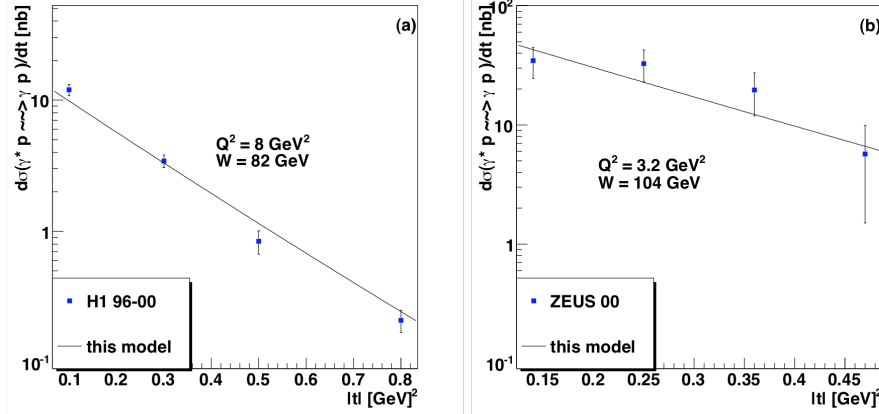 dσ(γ* p ~~> γ p )/dt [nb]
(a)
10
1
10⁻¹
Q² = 8 GeV²
W = 82 GeV
H1 96-00
this model
0.1 0.2 0.3 0.4 0.5 0.6 0.7 0.8
|t| [GeV]²
dσ(γ* p ~~> γ p )/dt [nb]
(b)
10²
10
1
10⁻¹
Q² = 3.2 GeV²
W = 104 GeV
ZEUS 00
this model
0.15 0.2 0.25 0.3 0.35 0.4 0.45
|t| [GeV]²